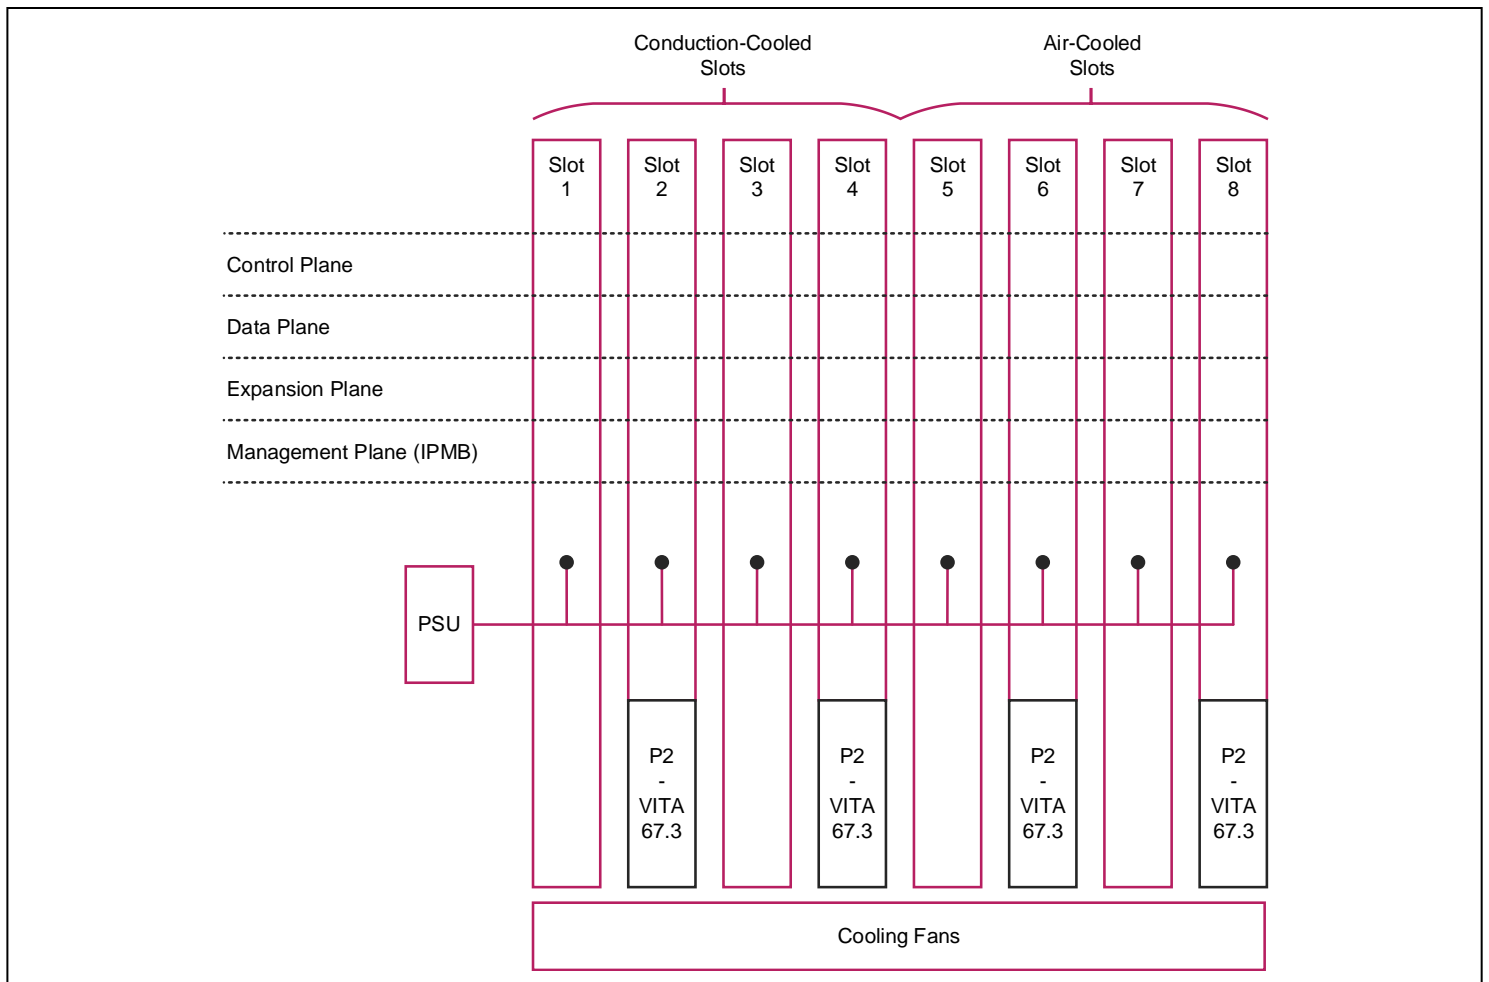 Conduction-Cooled
Slots
Air-Cooled
Slots
Slot
1
Slot
2
Slot
3
Slot
4
Slot
5
Slot
6
Slot
7
Slot
8
Control Plane
Data Plane
Expansion Plane
Management Plane (IPMB)
PSU
P2
-
VITA
67.3
P2
-
VITA
67.3
P2
-
VITA
67.3
P2
-
VITA
67.3
Cooling Fans